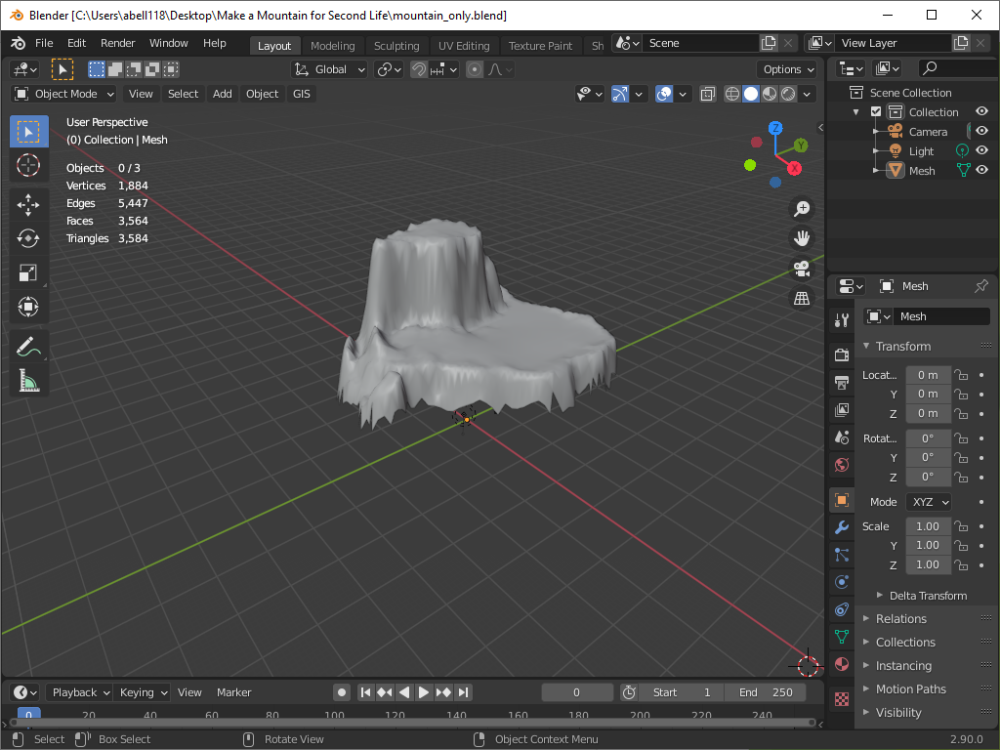 Blender [C:\Users\abell118\Desktop\Make a Mountain for Second Life\mountain_only.blend]
File Edit Render Window Help Layout Modeling Sculpting UV Editing Texture Paint Sh Scene View Layer
Global Options
Object Mode View Select Add Object GIS
User Perspective
(0) Collection | Mesh
Objects 0 / 3
Vertices 1,884
Edges 5,447
Faces 3,564
Triangles 3,584
Z
Y
X
Scene Collection
Collection
Camera
Light
Mesh
Mesh
Mesh
Transform
Locat... 0 m
Y 0 m
Z 0 m
Rotat... 0°
Y 0°
Z 0°
Mode XYZ
Scale 1.00
Y 1.00
Z 1.00
Delta Transform
Relations
Collections
Instancing
Motion Paths
Visibility
Playback Keying View Marker 0 Start 1 End 250
0 20 40 60 80 100 120 140 160 180 200 220 240
Select Box Select Rotate View Object Context Menu 2.90.0